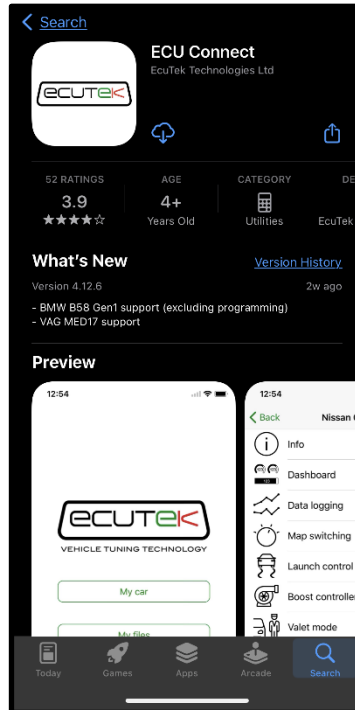 Search
ECUTEK
ECU Connect
EcuTek Technologies Ltd
52 RATINGS
3.9
★★★★☆
AGE
4+
Years Old
CATEGORY
Utilities
DE
EcuTek
What's New
Version History
Version 4.12.6
2w ago
- BMW B58 Gen1 support (excluding programming)
- VAG MED17 support
Preview
12:54
ECUTEK
VEHICLE TUNING TECHNOLOGY
My car
My files
12:54
Back
Nissan
Info
Dashboard
Data logging
Map switching
Launch control
Boost controller
Valet mode
Today
Games
Apps
Arcade
Search